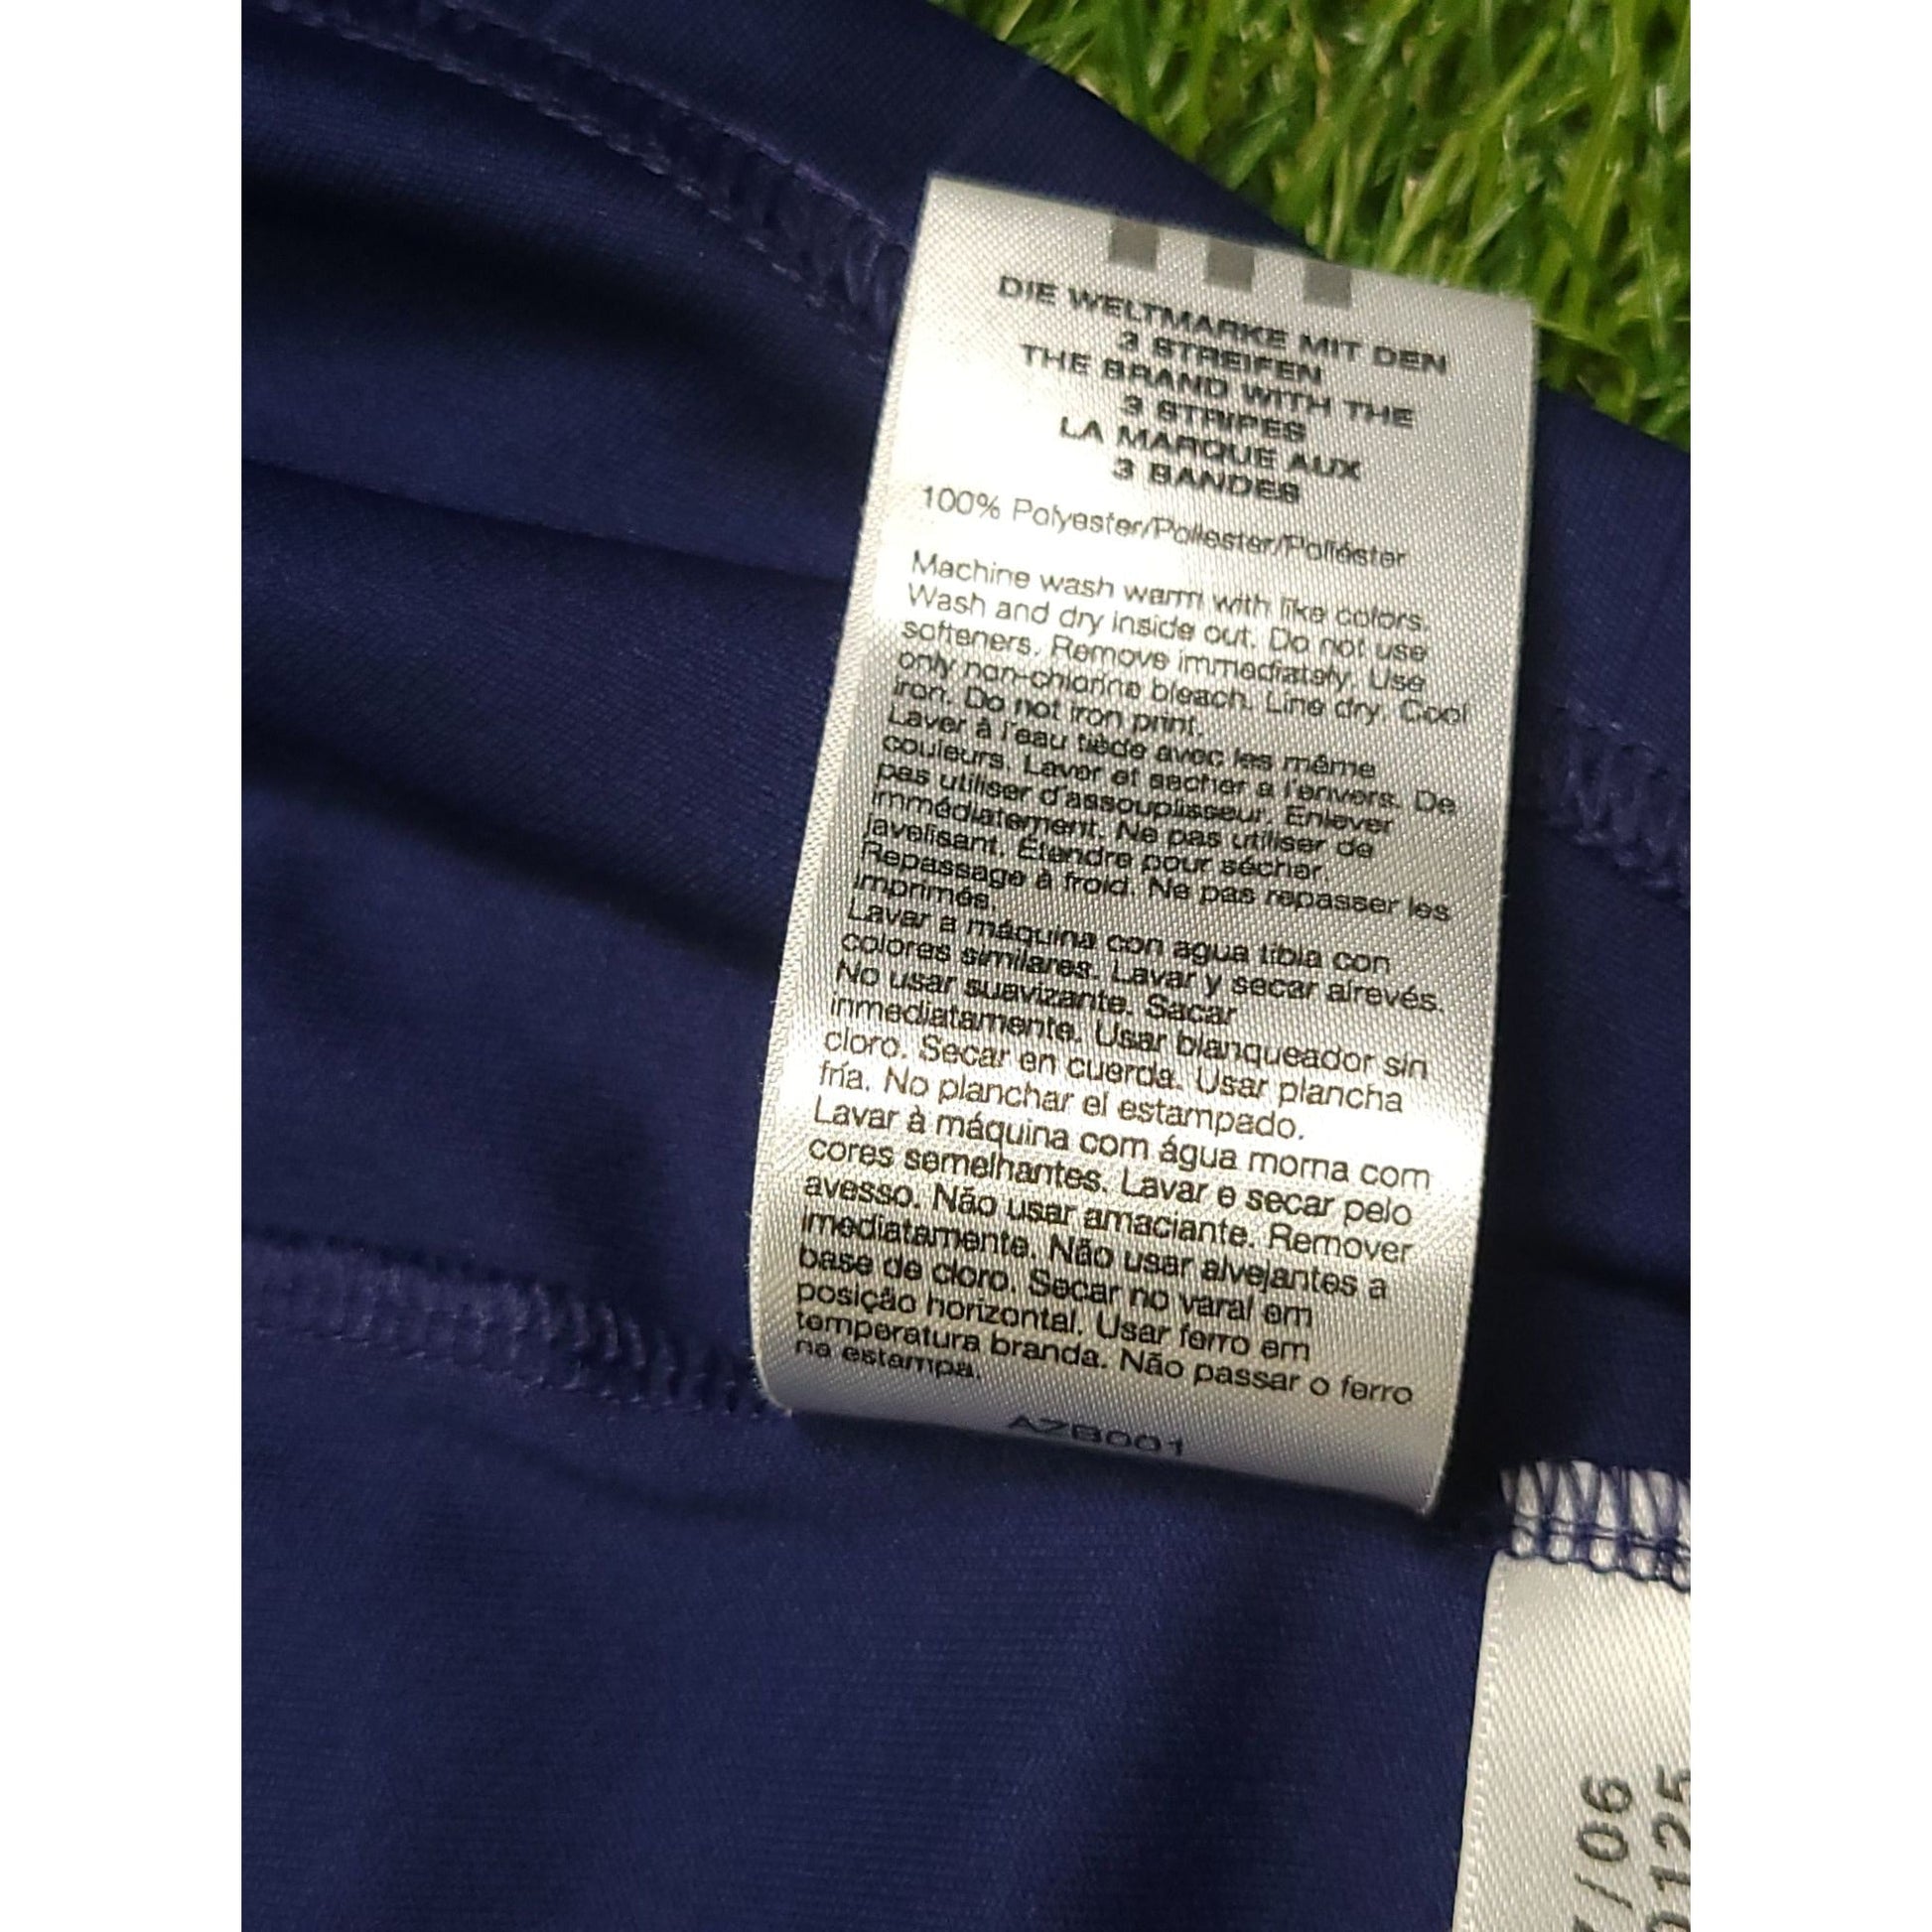 DIE WELTMARKE MIT DEN
3 STREIFEN
THE BRAND WITH THE
3 STRIPES
LA MARQUE AUX
3 BANDES
100% Polyester/Poliester/Poliéster
Machine wash warm with like colors.
Wash and dry inside out. Do not use
softeners. Remove immediately. Use
only non-chlorine bleach. Line dry. Cool
iron. Do not iron print.
Laver à l'eau tiède avec les même
couleurs. Laver et secher a l'envers. De
pas utiliser d'assouplisseur. Enlever
immédiatement. Ne pas utiliser de
javelisant. Étendre pour sécher.
Repassage à froid. Ne pas repasser les
imprimés.
Lavar a máquina con agua tibia con
colores similares. Lavar y secar alrevés.
No usar suavizante. Sacar
inmediatamente. Usar blanqueador sin
cloro. Secar en cuerda. Usar plancha
fría. No planchar el estampado.
Lavar à máquina com água morna com
cores semelhantes. Lavar e secar pelo
avesso. Não usar amaciante. Remover
imediatamente. Não usar alvejantes a
base de cloro. Secar no varal em
posição horizontal. Usar ferro em
temperatura branda. Não passar o ferro
na estampa.
AZB001
/06
0125